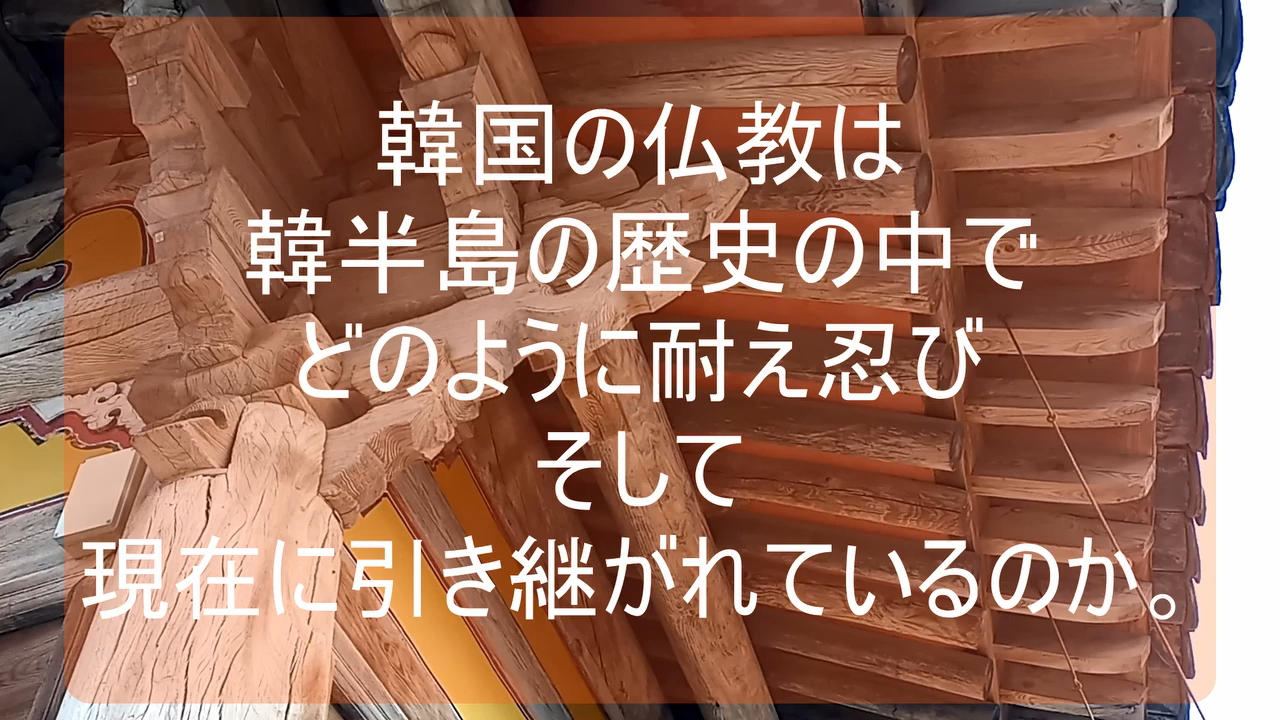 韓国の仏教は
韓半島の歴史の中で
どのように耐え忍び
そして
現在に引き継がれているのか。